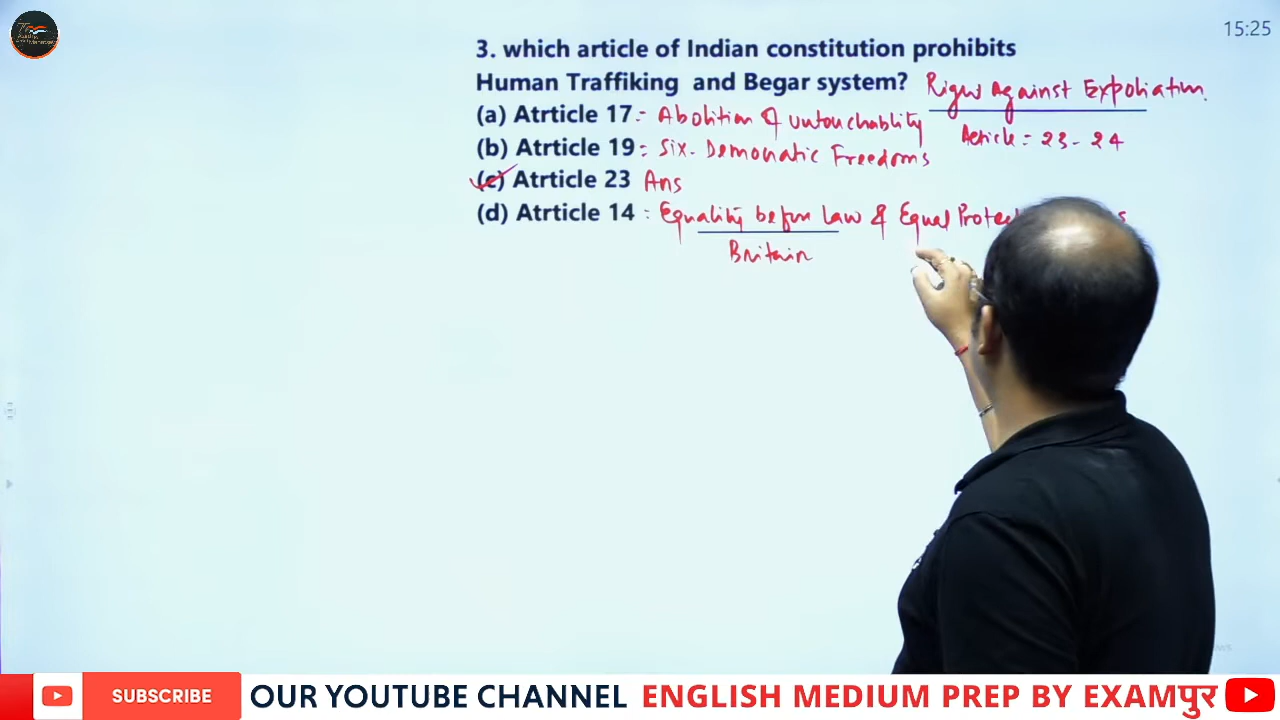 15:25
3. which article of Indian constitution prohibits
Human Traffiking and Begar system? Right Against Exploitation.
(a) Atrticle 17 :- Abolition of Untouchablity Article = 23-24
(b) Atrticle 19 = Six Democratic Freedoms
(c) Atrticle 23 Ans
(d) Atrticle 14 : Equality before Law & Equal
Britain
SUBSCRIBE OUR YOUTUBE CHANNEL ENGLISH MEDIUM PREP BY EXAMपुर